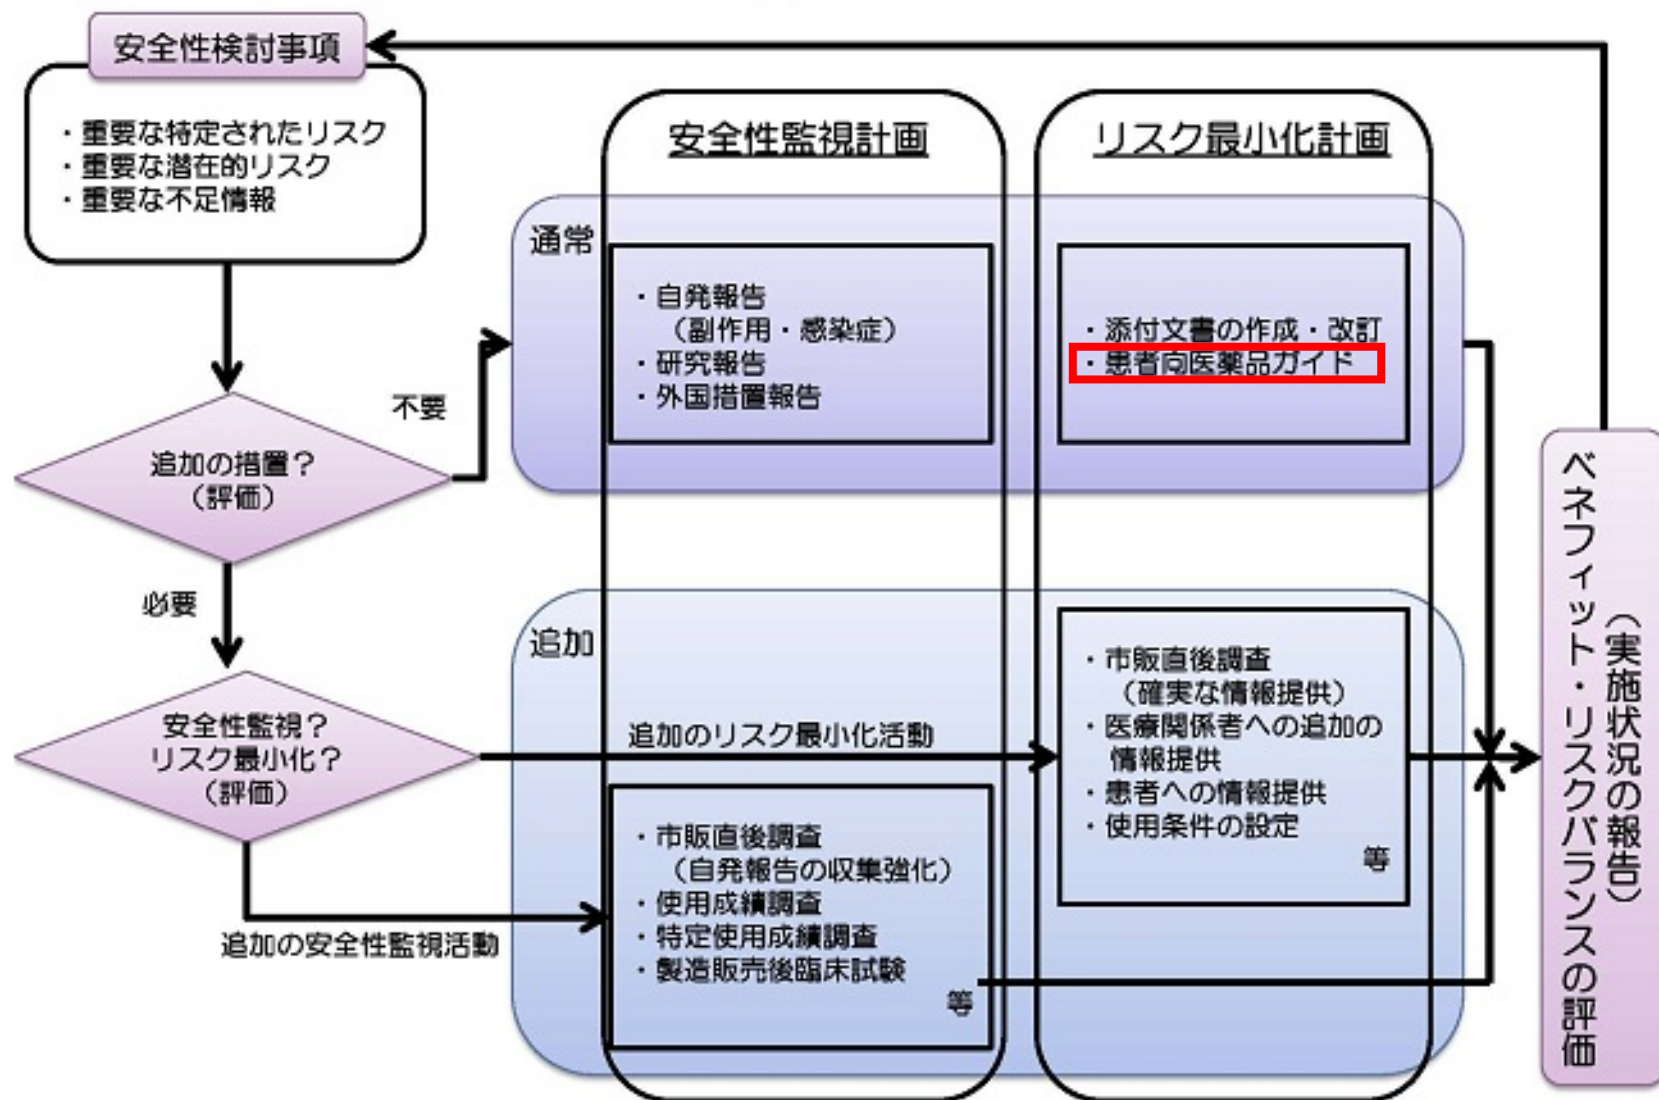 安全性検討事項
・重要な特定されたリスク
・重要な潜在的リスク
・重要な不足情報
追加の措置？
（評価）
不要
必要
安全性監視？
リスク最小化？
（評価）
追加のリスク最小化活動
追加の安全性監視活動
安全性監視計画
リスク最小化計画
通常
・自発報告
（副作用・感染症）
・研究報告
・外国措置報告
・添付文書の作成・改訂
・患者向医薬品ガイド
追加
・市販直後調査
（自発報告の収集強化）
・使用成績調査
・特定使用成績調査
・製造販売後臨床試験
等
・市販直後調査
（確実な情報提供）
・医療関係者への追加の
情報提供
・患者への情報提供
・使用条件の設定
等
ベネフィット・リスクバランスの評価
（実施状況の報告）